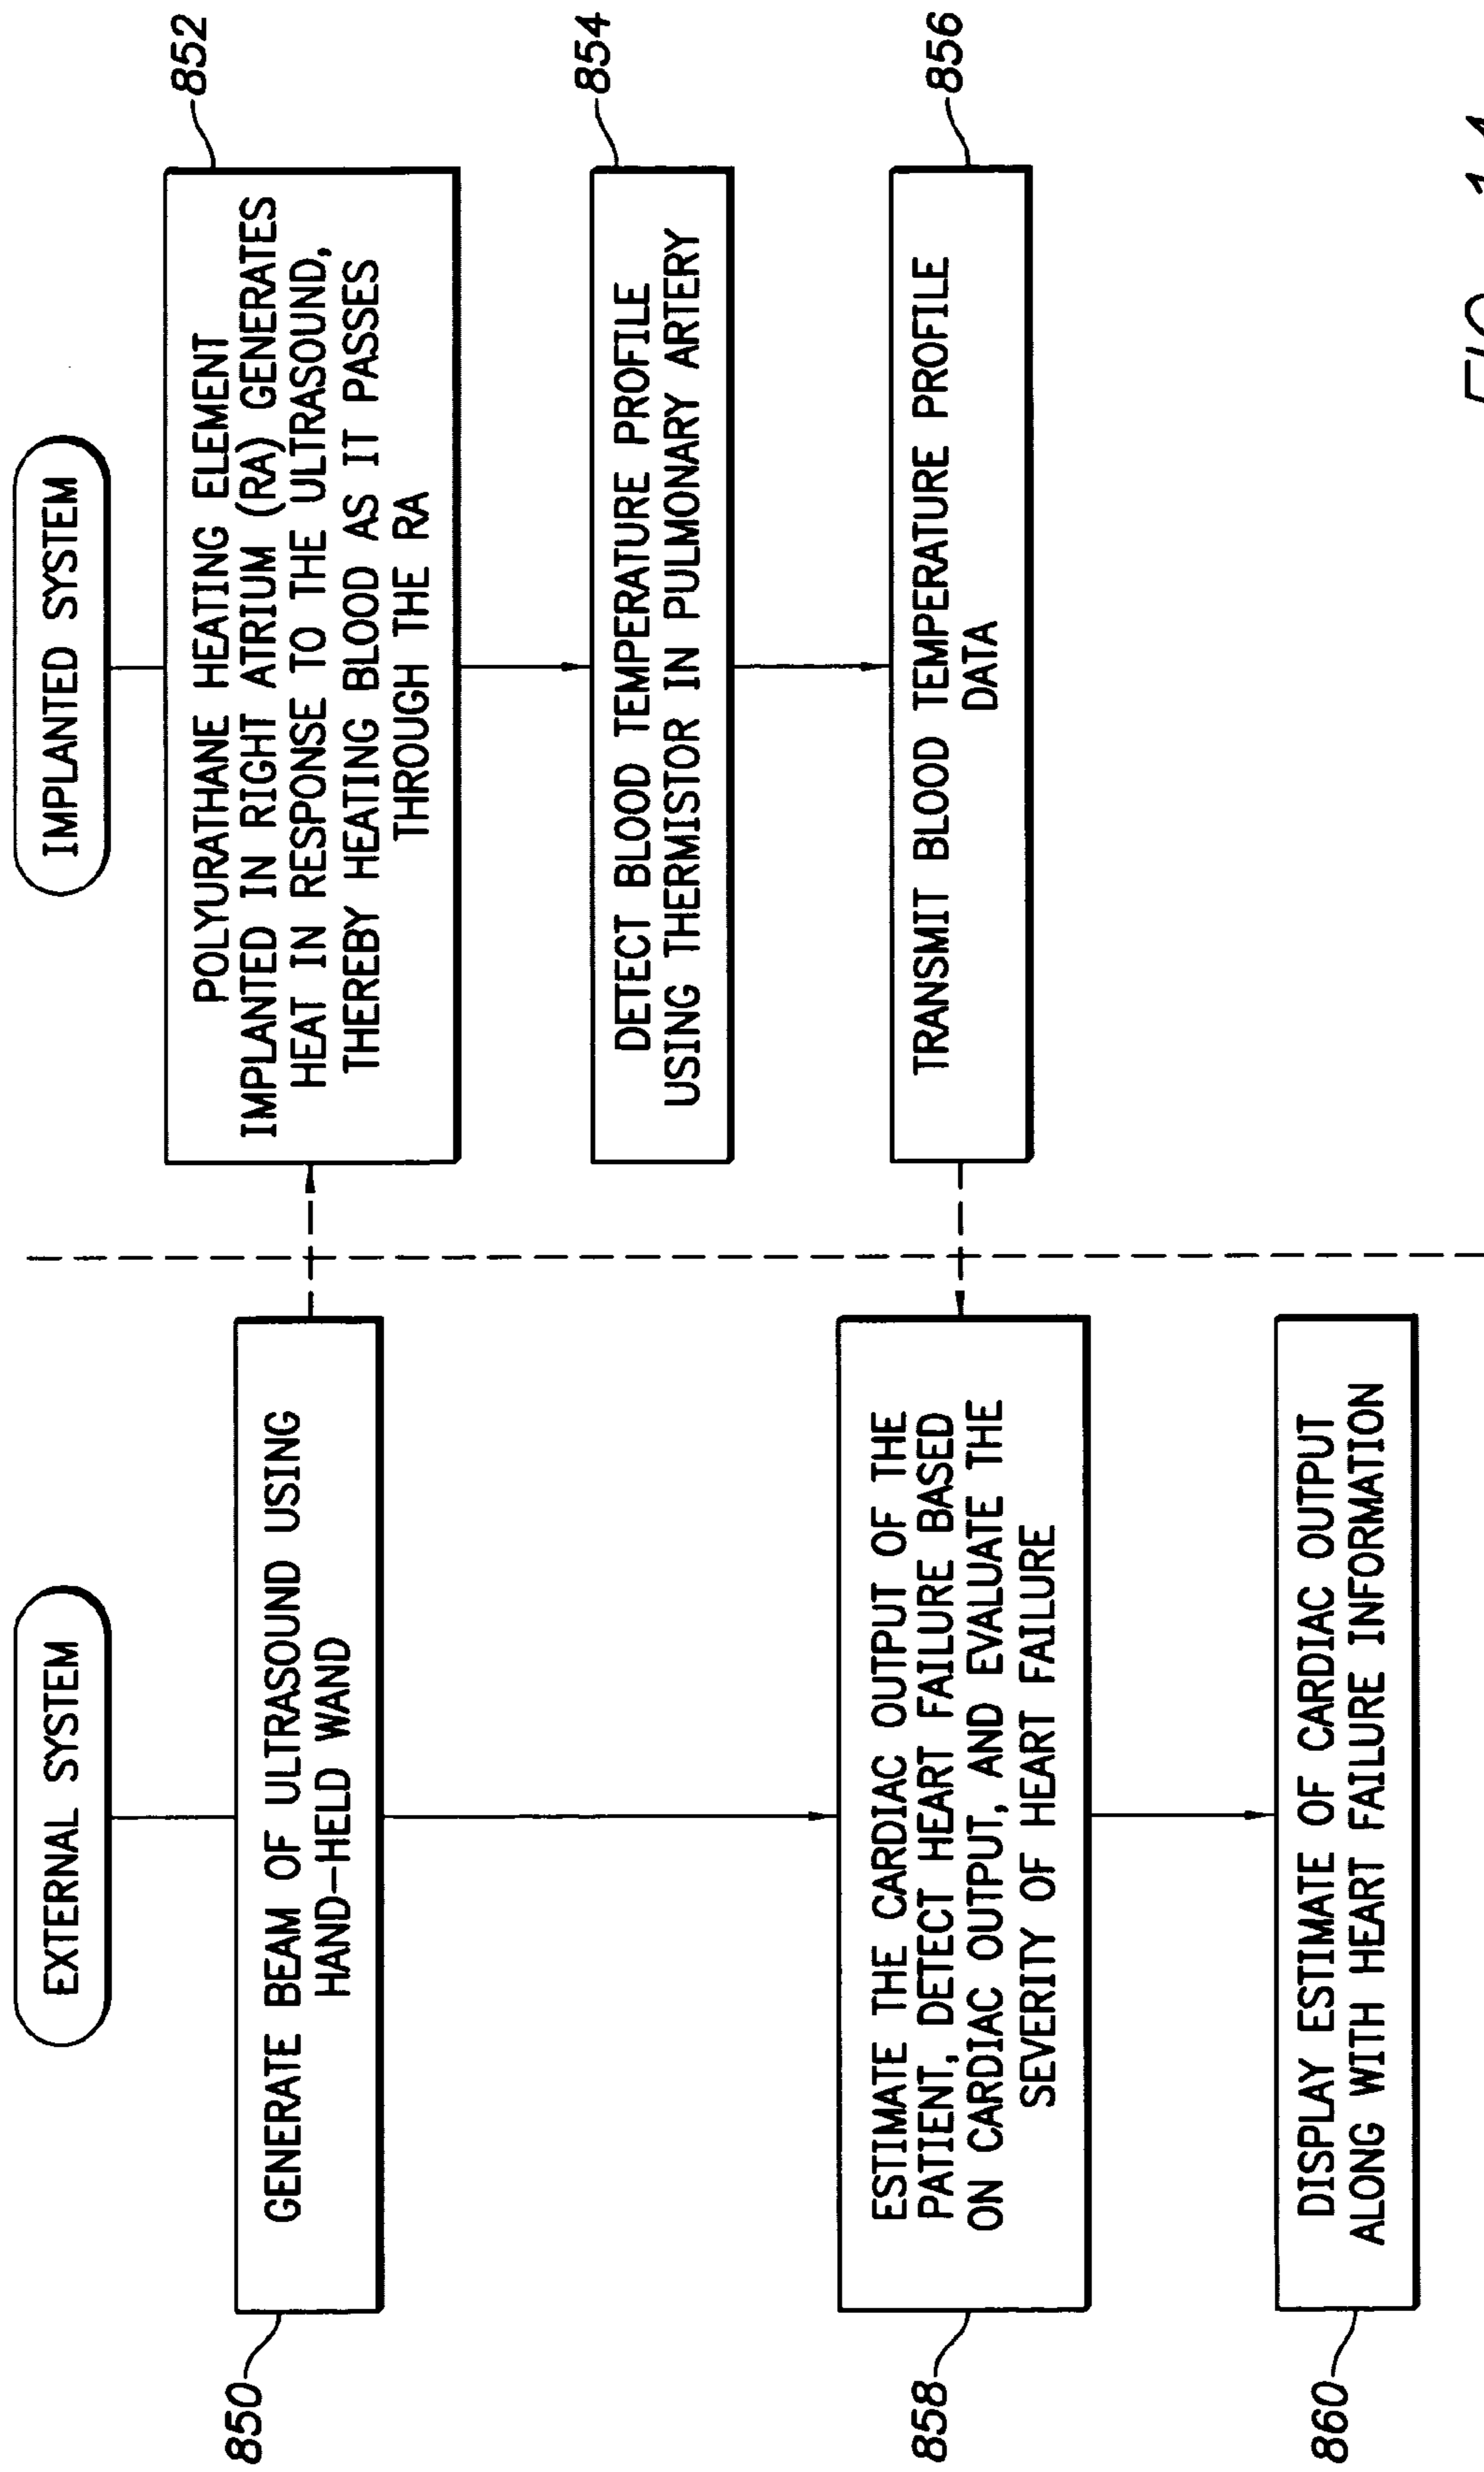 EXTERNAL SYSTEM
850
GENERATE BEAM OF ULTRASOUND USING
HAND-HELD WAND
858
ESTIMATE THE CARDIAC OUTPUT OF THE
PATIENT, DETECT HEART FAILURE BASED
ON CARDIAC OUTPUT, AND EVALUATE THE
SEVERITY OF HEART FAILURE
860
DISPLAY ESTIMATE OF CARDIAC OUTPUT
ALONG WITH HEART FAILURE INFORMATION
IMPLANTED SYSTEM
852
POLYURATHANE HEATING ELEMENT
IMPLANTED IN RIGHT ATRIUM (RA) GENERATES
HEAT IN RESPONSE TO THE ULTRASOUND,
THEREBY HEATING BLOOD AS IT PASSES
THROUGH THE RA
854
DETECT BLOOD TEMPERATURE PROFILE
USING THERMISTOR IN PULMONARY ARTERY
856
TRANSMIT BLOOD TEMPERATURE PROFILE
DATA